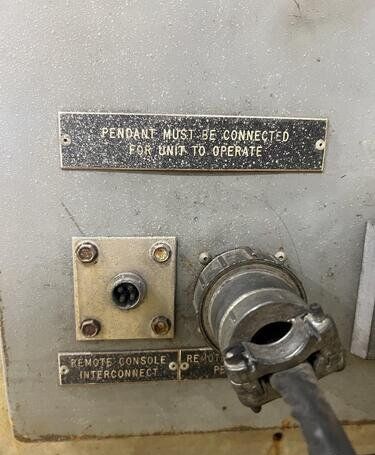 PENDANT MUST BE CONNECTED
FOR UNIT TO OPERATE
REMOTE CONSOLE
INTERCONNECT